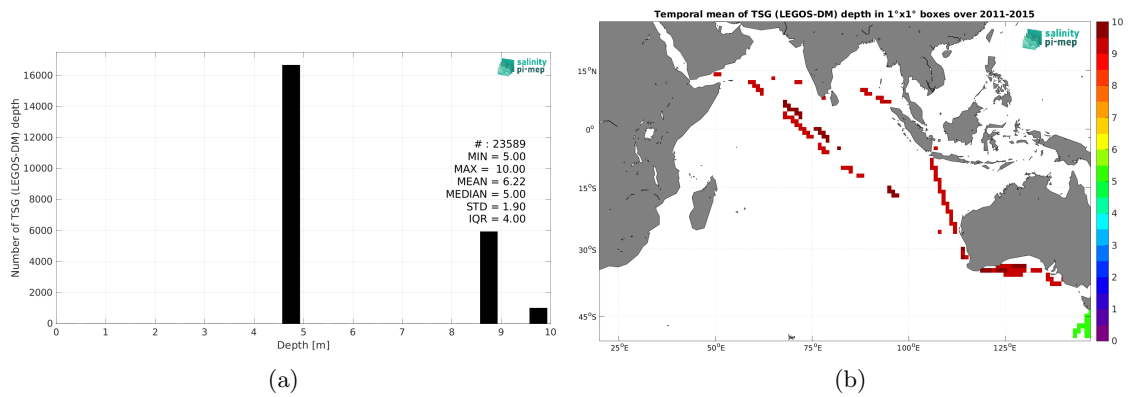 salinity
pi-mep
16000
14000
12000
10000
8000
6000
4000
2000
0
Number of TSG (LEGOS-DM) depth
# : 23589
MIN = 5.00
MAX = 10.00
MEAN = 6.22
MEDIAN = 5.00
STD = 1.90
IQR = 4.00
0 1 2 3 4 5 6 7 8 9 10
Depth [m]
(a)
Temporal mean of TSG (LEGOS-DM) depth in 1°x1° boxes over 2011-2015
salinity
pi-mep
15°N
0°
15°S
30°S
45°S
25°E 50°E 75°E 100°E 125°E
10
9
8
7
6
5
4
3
2
1
0
(b)